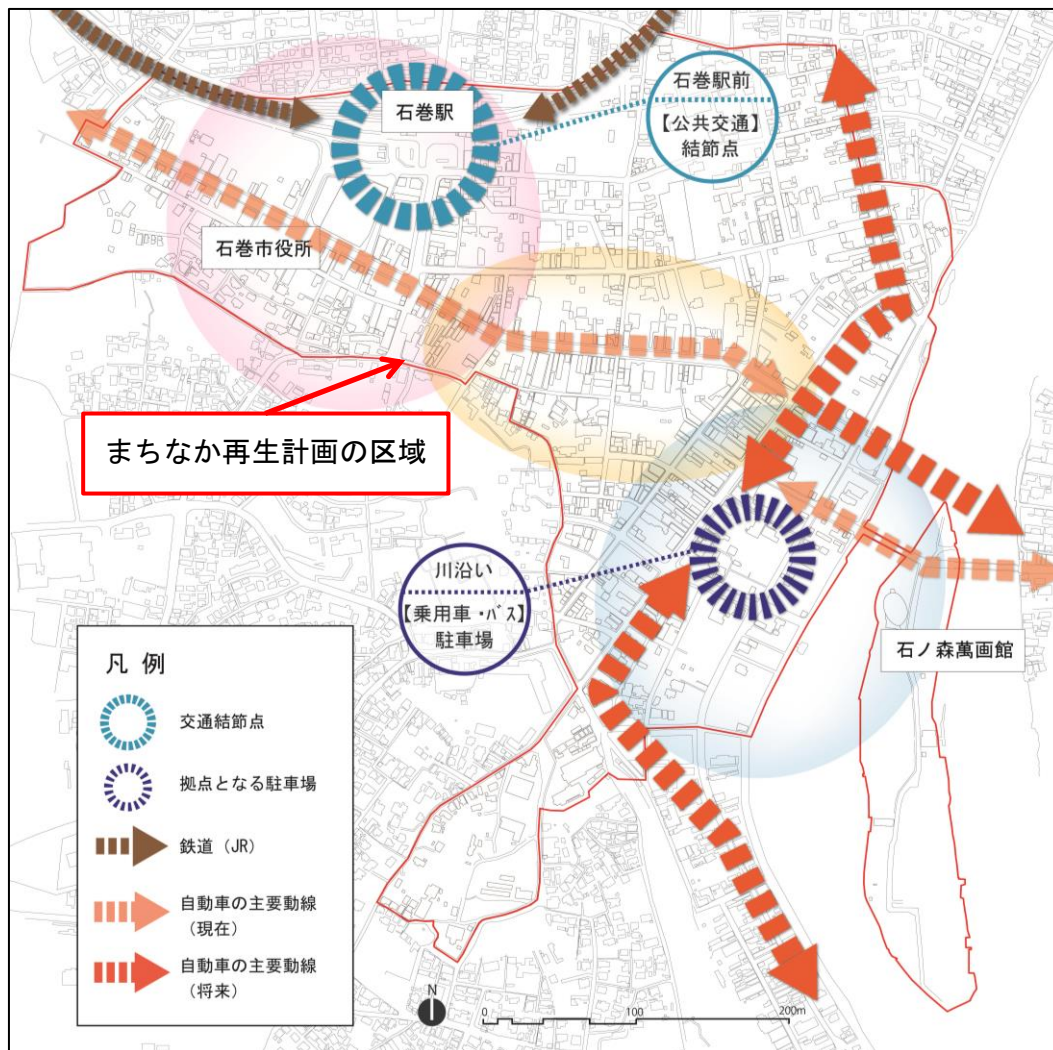 石巻駅
石巻駅前
【公共交通】
結節点
石巻市役所
まちなか再生計画の区域
川沿い
【乗用車・ﾊﾞｽ】
駐車場
石ノ森萬画館
凡 例
交通結節点
拠点となる駐車場
鉄道（JR）
自動車の主要動線
（現在）
自動車の主要動線
（将来）
N
0 100 200m